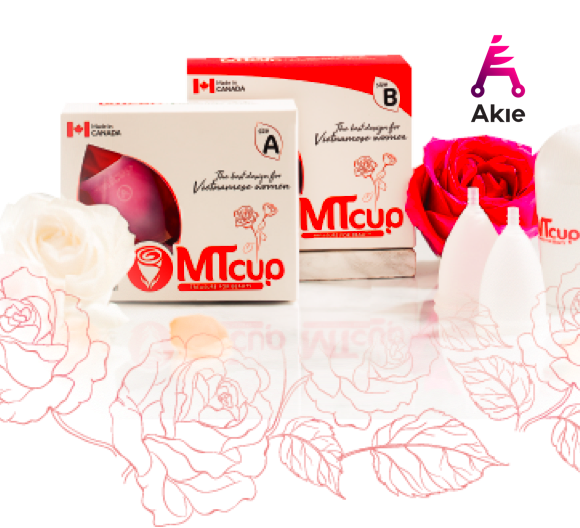 Akie
Made in
CANADA
SIZE
B
The best design for
Vietnamese women
MTcup
Made in
CANADA
SIZE
A
The best design for
Vietnamese women
MTcup
MTcup